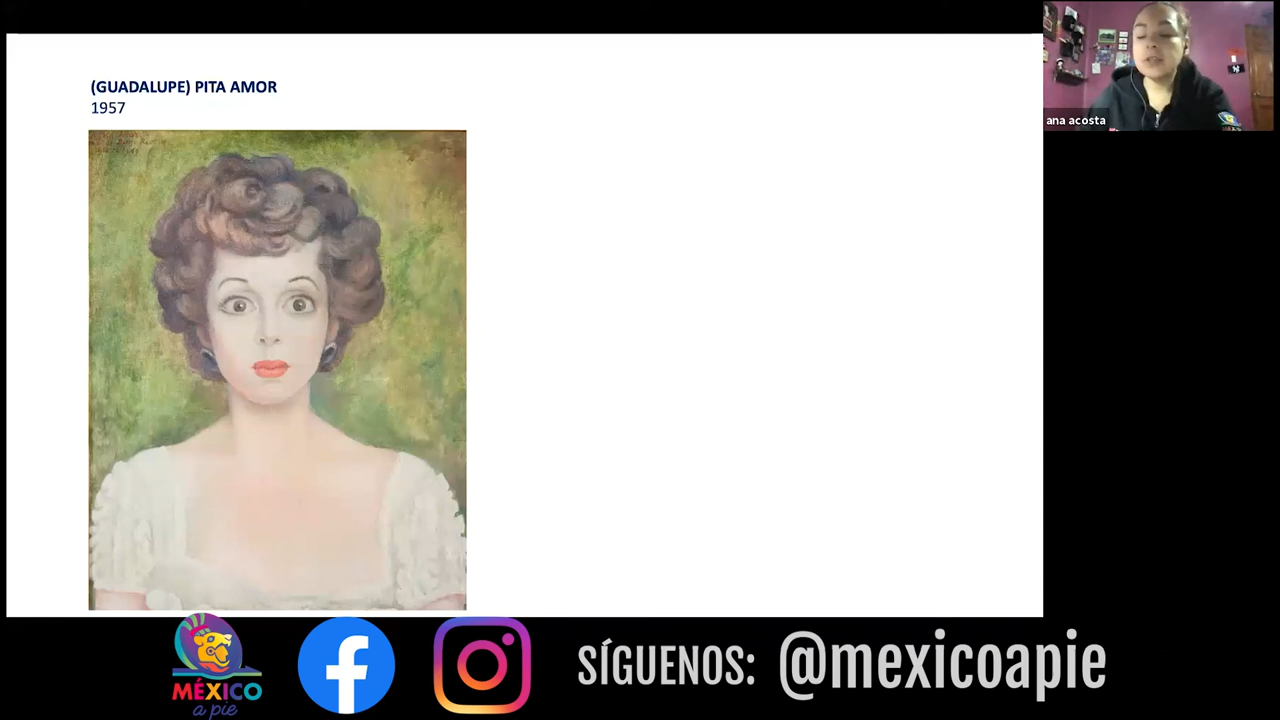 (GUADALUPE) PITA AMOR
1957
ana acosta
MÉXICO
a pie
SÍGUENOS: @mexicoapie